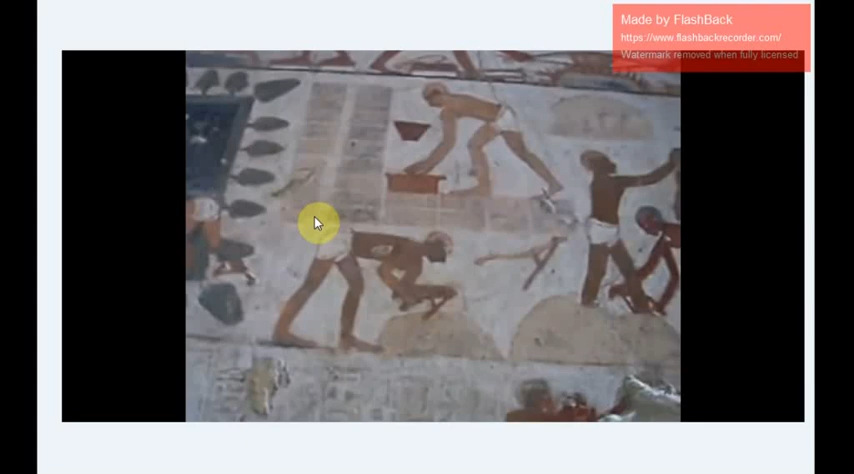 Made by FlashBack
https://www.flashbackrecorder.com/
Watermark removed when fully licensed